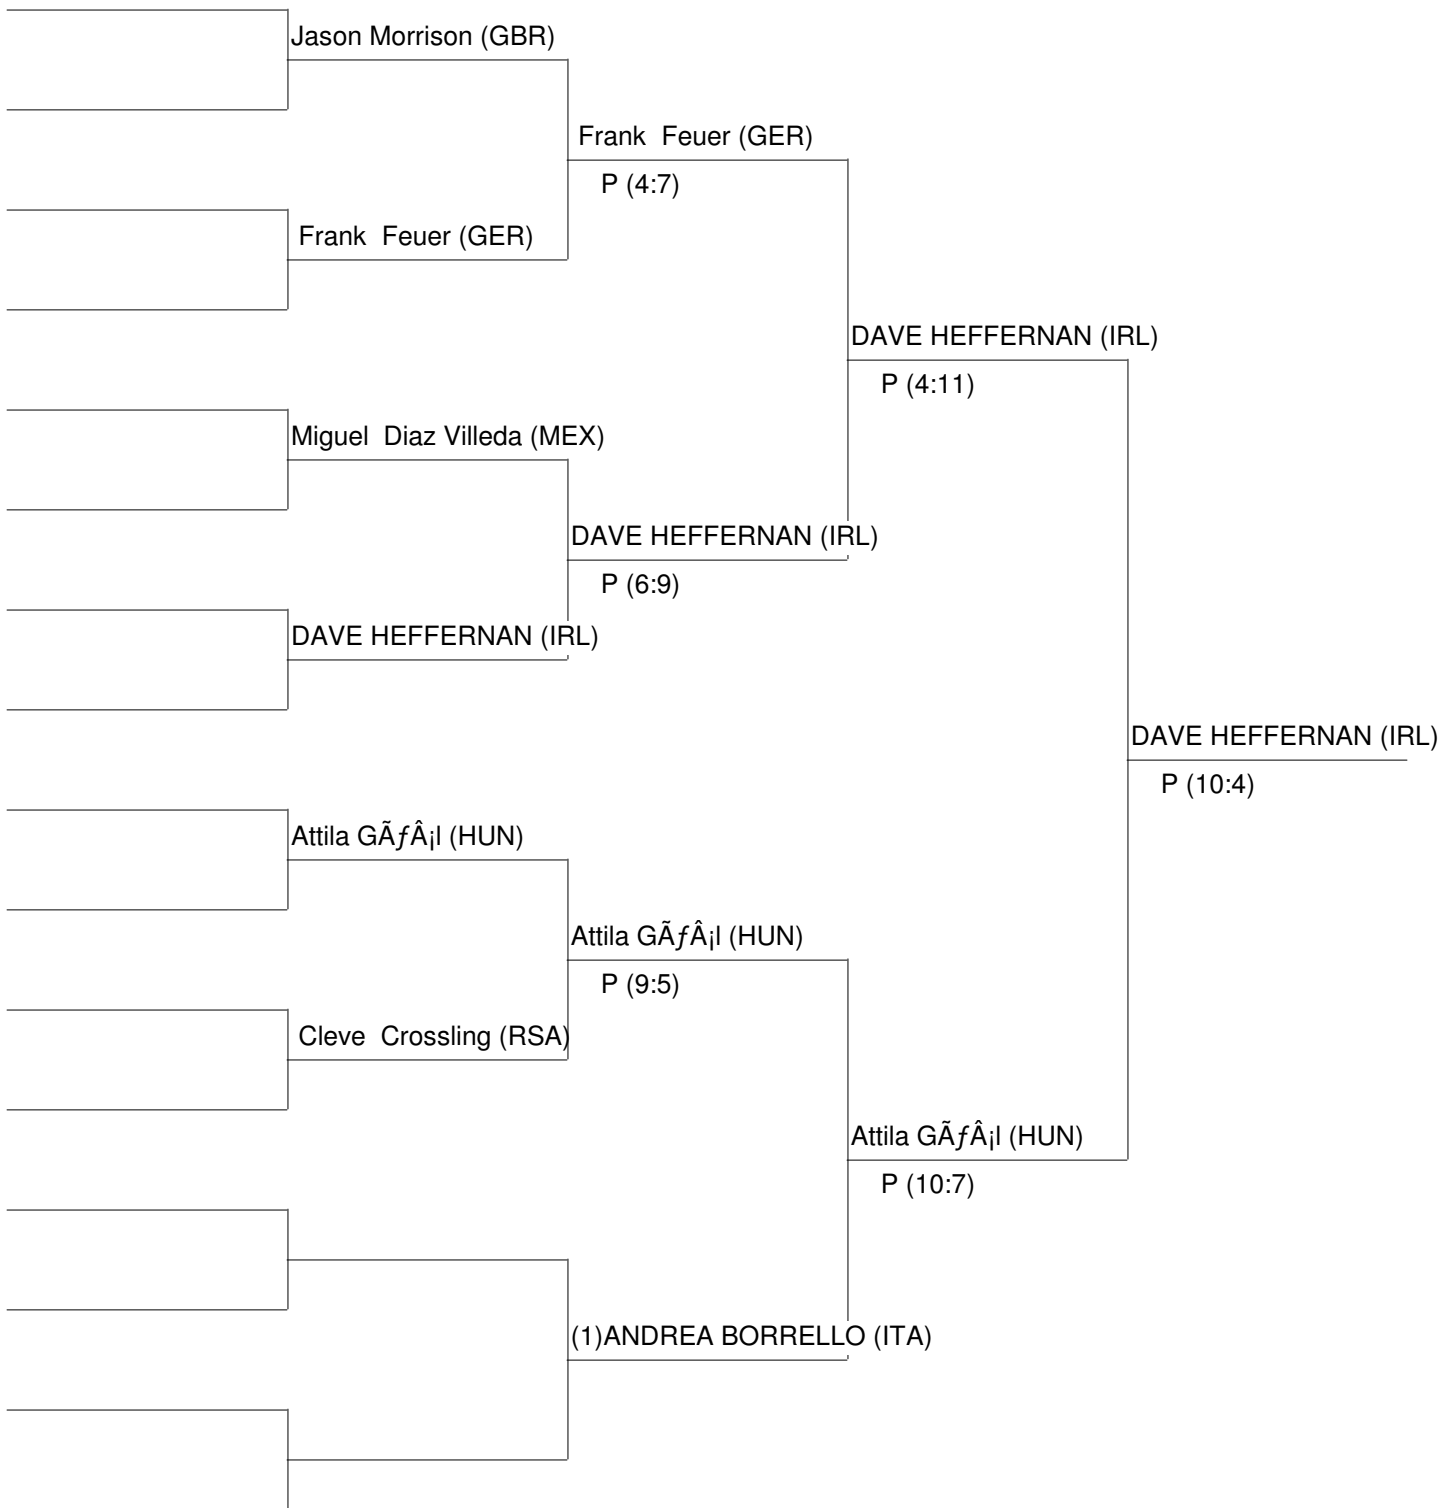 Jason Morrison (GBR)
Frank  Feuer (GER)
P (4:7)
Frank  Feuer (GER)
DAVE HEFFERNAN (IRL)
P (4:11)
Miguel  Diaz Villeda (MEX)
DAVE HEFFERNAN (IRL)
P (6:9)
DAVE HEFFERNAN (IRL)
DAVE HEFFERNAN (IRL)
P (10:4)
Attila GÃƒÂ¡l (HUN)
Attila GÃƒÂ¡l (HUN)
P (9:5)
Cleve  Crossling (RSA)
Attila GÃƒÂ¡l (HUN)
P (10:7)
(1)ANDREA BORRELLO (ITA)